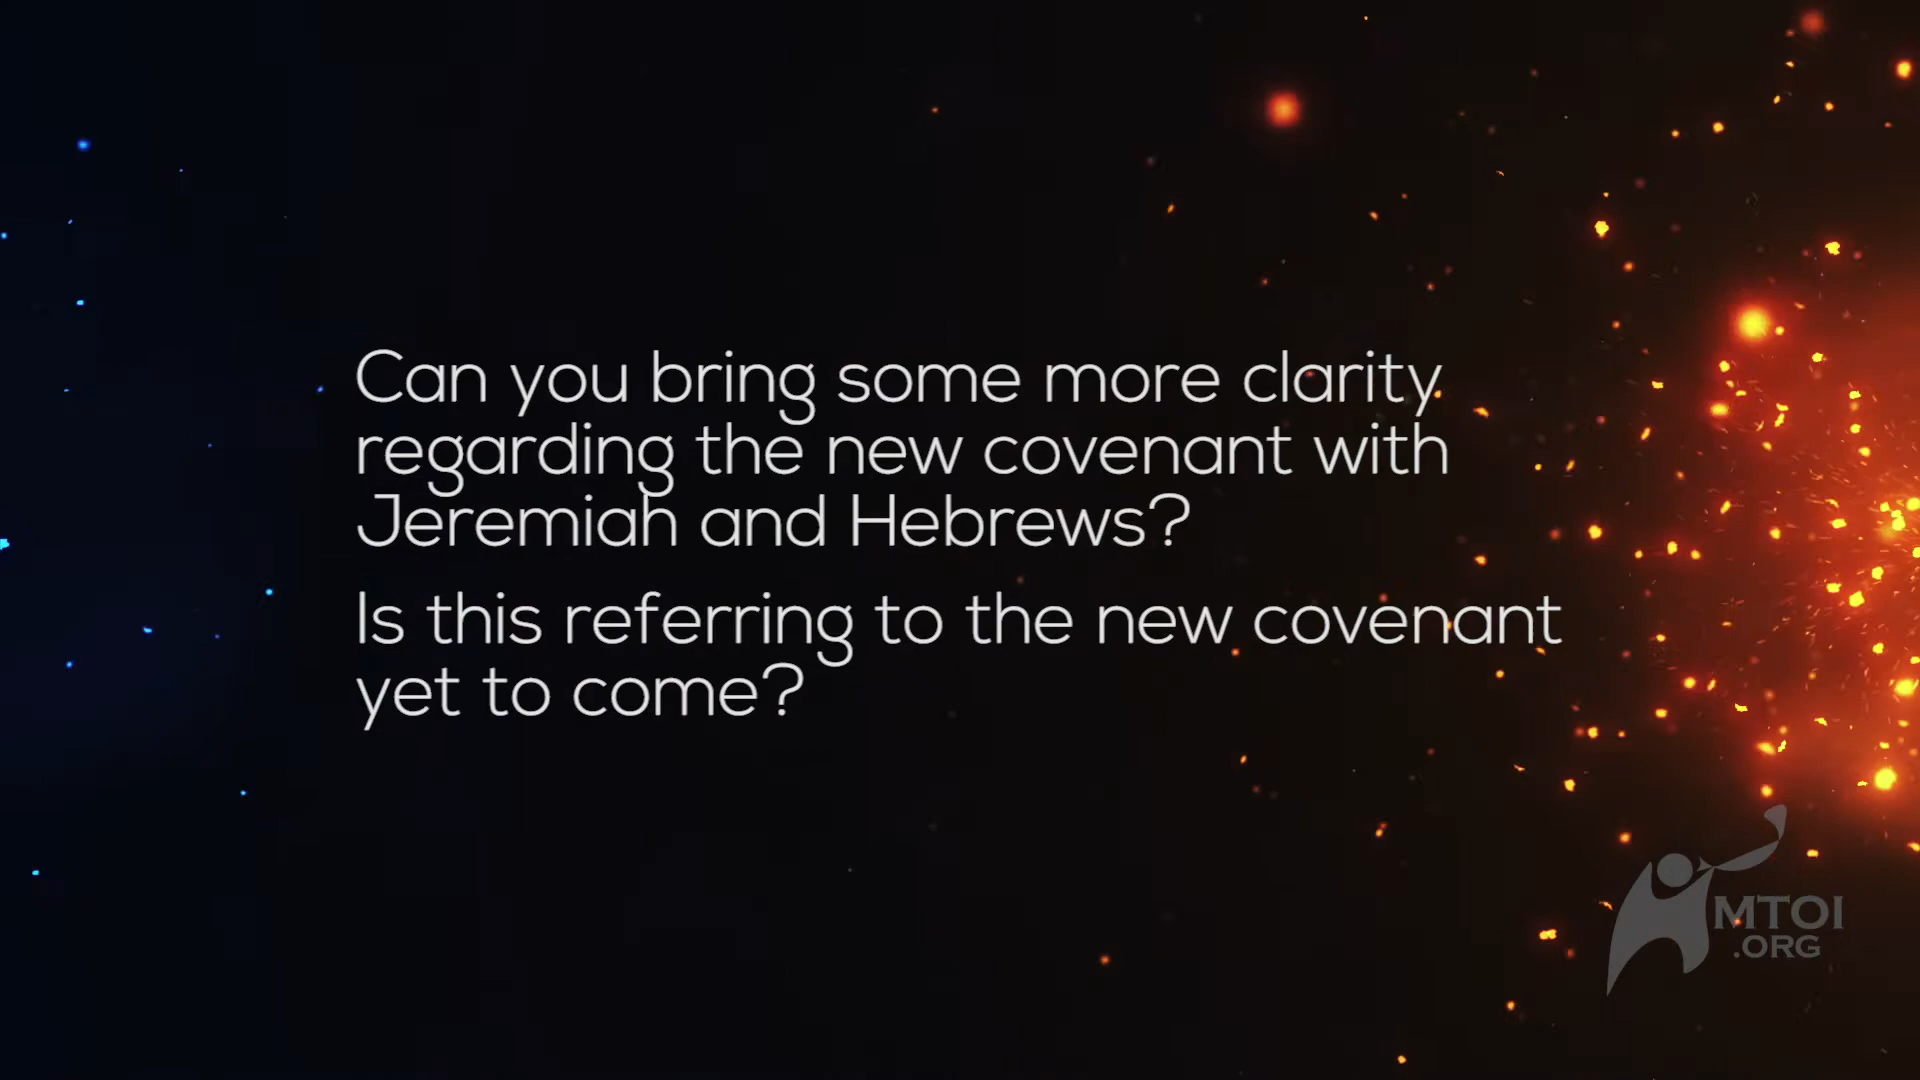 Can you bring some more clarity
regarding the new covenant with
Jeremiah and Hebrews?
Is this referring to the new covenant
yet to come?
MTOI
.ORG